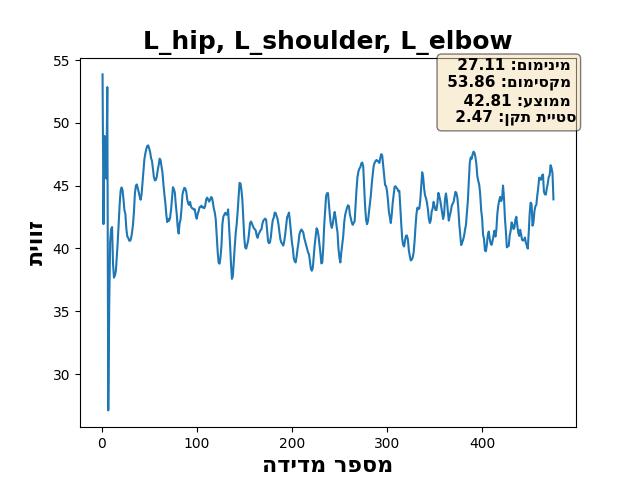 L_hip, L_shoulder, L_elbow
מינימום: 27.11
מקסימום: 53.86
ממוצע: 42.81
סטיית תקן: 2.47
55
50
45
40
35
30
זווית
0 100 200 300 400
מספר מדידה